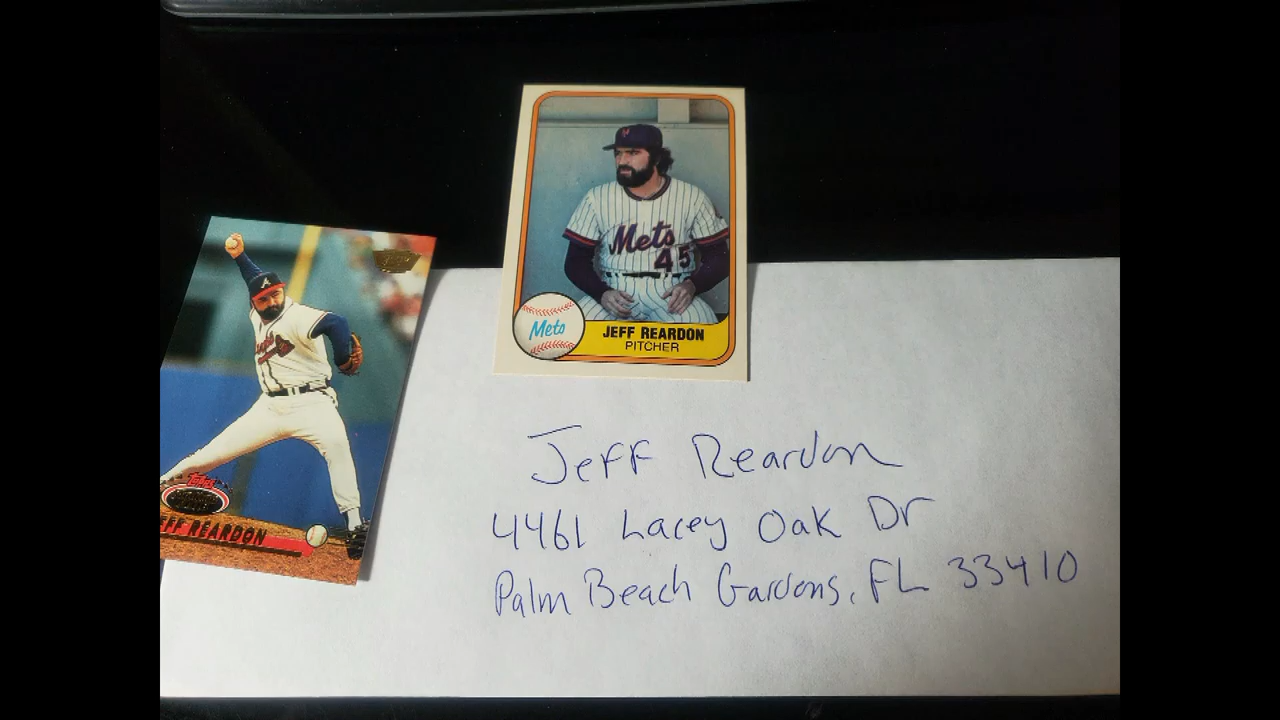 Mets
45
Mets
JEFF REARDON
PITCHER
A
Topps
EFF REARDON
Jeff Reardon
4461 Lacey Oak Dr
Palm Beach Gardens, FL 33410